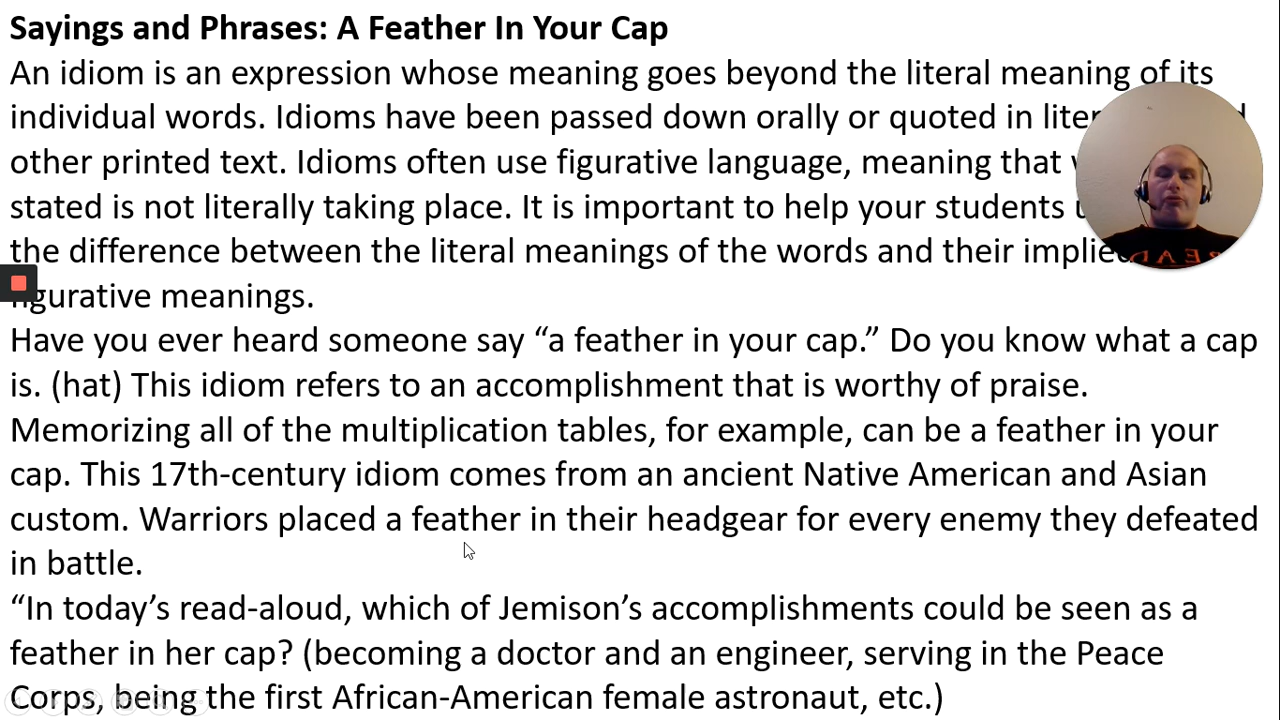 Sayings and Phrases: A Feather In Your Cap
An idiom is an expression whose meaning goes beyond the literal meaning of its
individual words. Idioms have been passed down orally or quoted in
other printed text. Idioms often use figurative language, meaning that
stated is not literally taking place. It is important to help your students
the difference between the literal meanings of the words and their implied
figurative meanings.
Have you ever heard someone say “a feather in your cap.” Do you know what a cap
is. (hat) This idiom refers to an accomplishment that is worthy of praise.
Memorizing all of the multiplication tables, for example, can be a feather in your
cap. This 17th-century idiom comes from an ancient Native American and Asian
custom. Warriors placed a feather in their headgear for every enemy they defeated
in battle.
“In today’s read-aloud, which of Jemison’s accomplishments could be seen as a
feather in her cap? (becoming a doctor and an engineer, serving in the Peace
Corps, being the first African-American female astronaut, etc.)
READ